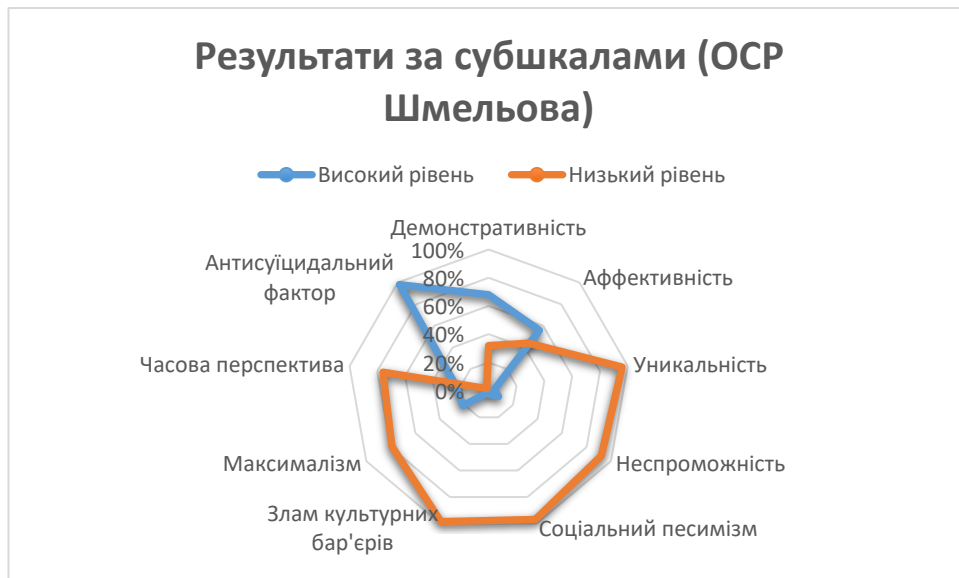 Результати за субшкалами (ОСР
Шмельова)
Високий рівень
Низький рівень
Демонстративність
Аффективність
Уникальність
Неспроможність
Соціальний песимізм
Злам культурних
бар'єрів
Максималізм
Часова перспектива
Антисуїцидальний
фактор
100%
80%
60%
40%
20%
0%